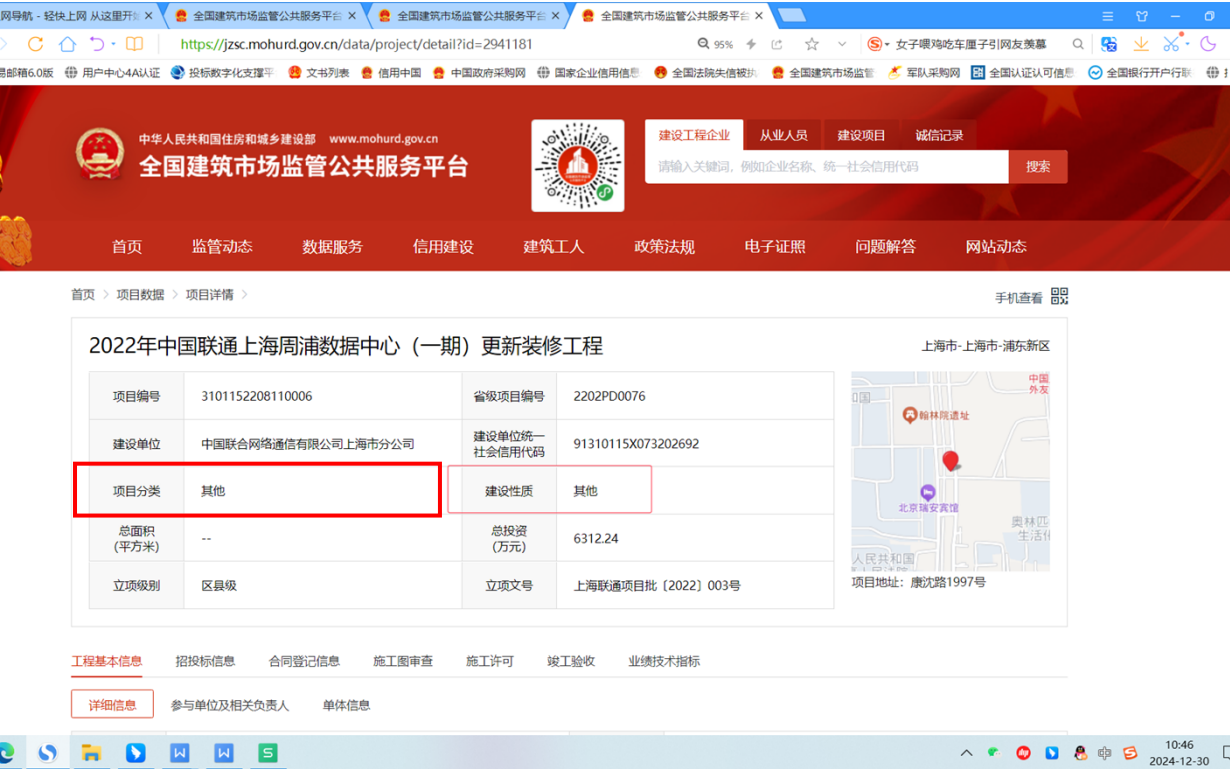 网导航 - 轻快上网 从这里开始
全国建筑市场监管公共服务平台
全国建筑市场监管公共服务平台
全国建筑市场监管公共服务平台
https://jzsc.mohurd.gov.cn/data/project/detail?id=2941181
95%
女子喂鸡吃车厘子引网友羡慕
易邮箱6.0版 用户中心4A认证 投标数字化支撑平 文书列表 信用中国 中国政府采购网 国家企业信用信息 全国法院失信被执 全国建筑市场监管 军队采购网 全国认证认可信息 全国银行开户行联
中华人民共和国住房和城乡建设部 www.mohurd.gov.cn
全国建筑市场监管公共服务平台
建设工程企业 从业人员 建设项目 诚信记录
请输入关键词，例如企业名称、统一社会信用代码 搜索
首页 监管动态 数据服务 信用建设 建筑工人 政策法规 电子证照 问题解答 网站动态
首页 > 项目数据 > 项目详情 >
手机查看
2022年中国联通上海周浦数据中心（一期）更新装修工程
上海市-上海市-浦东新区
项目编号 3101152208110006 省级项目编号 2202PD0076
建设单位 中国联合网络通信有限公司上海市分公司 建设单位统一
社会信用代码 91310115X073202692
项目分类 其他 建设性质 其他
总面积
(平方米) -- 总投资
(万元) 6312.24
立项级别 区县级 立项文号 上海联通项目批〔2022〕003号
中国
外友
翰林院遗址
北京瑞安宾馆
奥林匹
生活
人民共和国
项目地址：康沈路1997号
工程基本信息 招投标信息 合同登记信息 施工图审查 施工许可 竣工验收 业绩技术指标
详细信息 参与单位及相关负责人 单体信息
中
10:46
2024-12-30